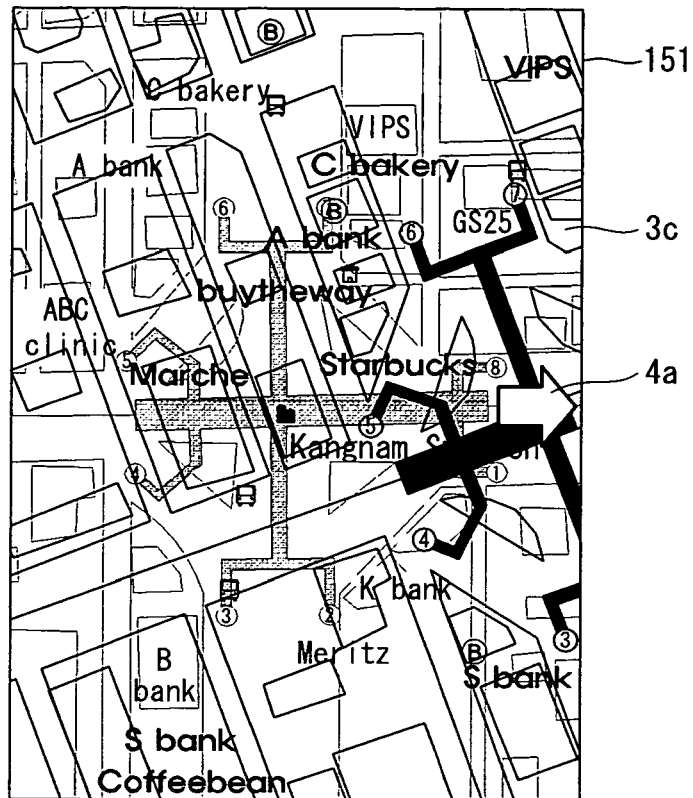 B
VIPS
151
C bakery
VIPS
A bank
C bakery
7
6
B
6
GS25
3c
A bank
buytheway
ABC
clinic
5
Marche
Starbucks
8
4a
5
Kangnam
4
1
4
3
2
K bank
3
B
bank
Meritz
B
S bank
S bank
Coffeebean